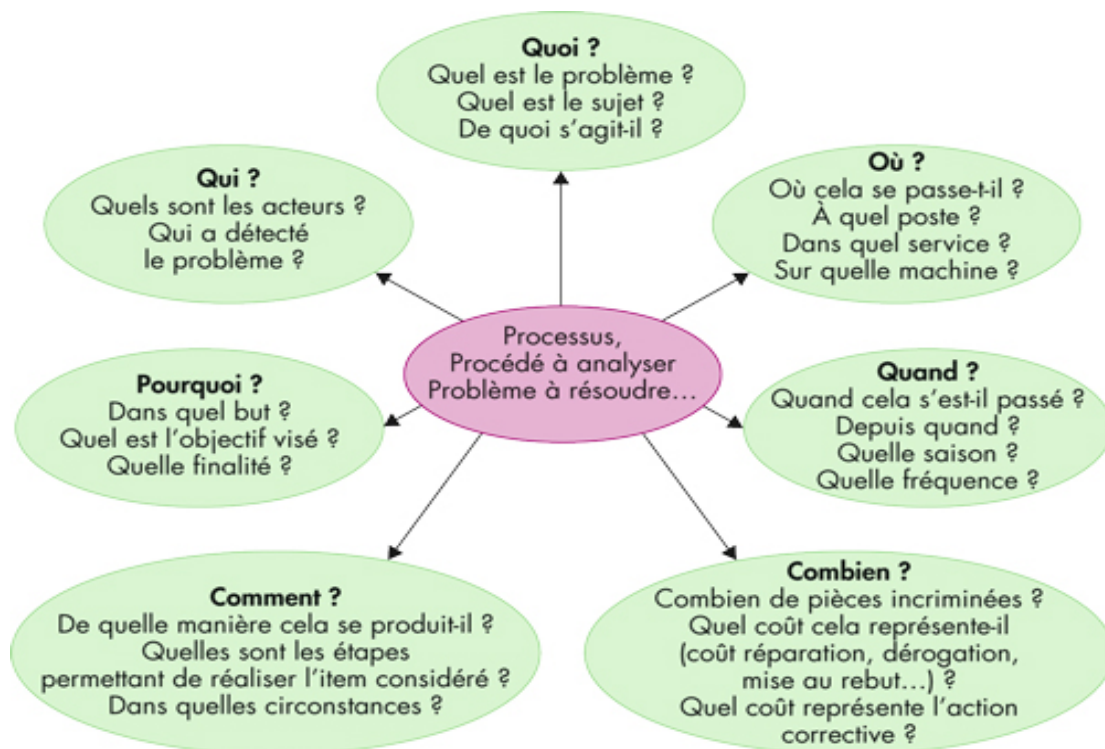 Quoi ?
Quel est le problème ?
Quel est le sujet ?
De quoi s'agit-il ?
Qui ?
Quels sont les acteurs ?
Qui a détecté
le problème ?
Où ?
Où cela se passe-t-il ?
À quel poste ?
Dans quel service ?
Sur quelle machine ?
Processus,
Procédé à analyser
Problème à résoudre...
Pourquoi ?
Dans quel but ?
Quel est l'objectif visé ?
Quelle finalité ?
Quand ?
Quand cela s'est-il passé ?
Depuis quand ?
Quelle saison ?
Quelle fréquence ?
Comment ?
De quelle manière cela se produit-il ?
Quelles sont les étapes
permettant de réaliser l'item considéré ?
Dans quelles circonstances ?
Combien ?
Combien de pièces incriminées ?
Quel coût cela représente-il
(coût réparation, dérogation,
mise au rebut...) ?
Quel coût représente l'action
corrective ?